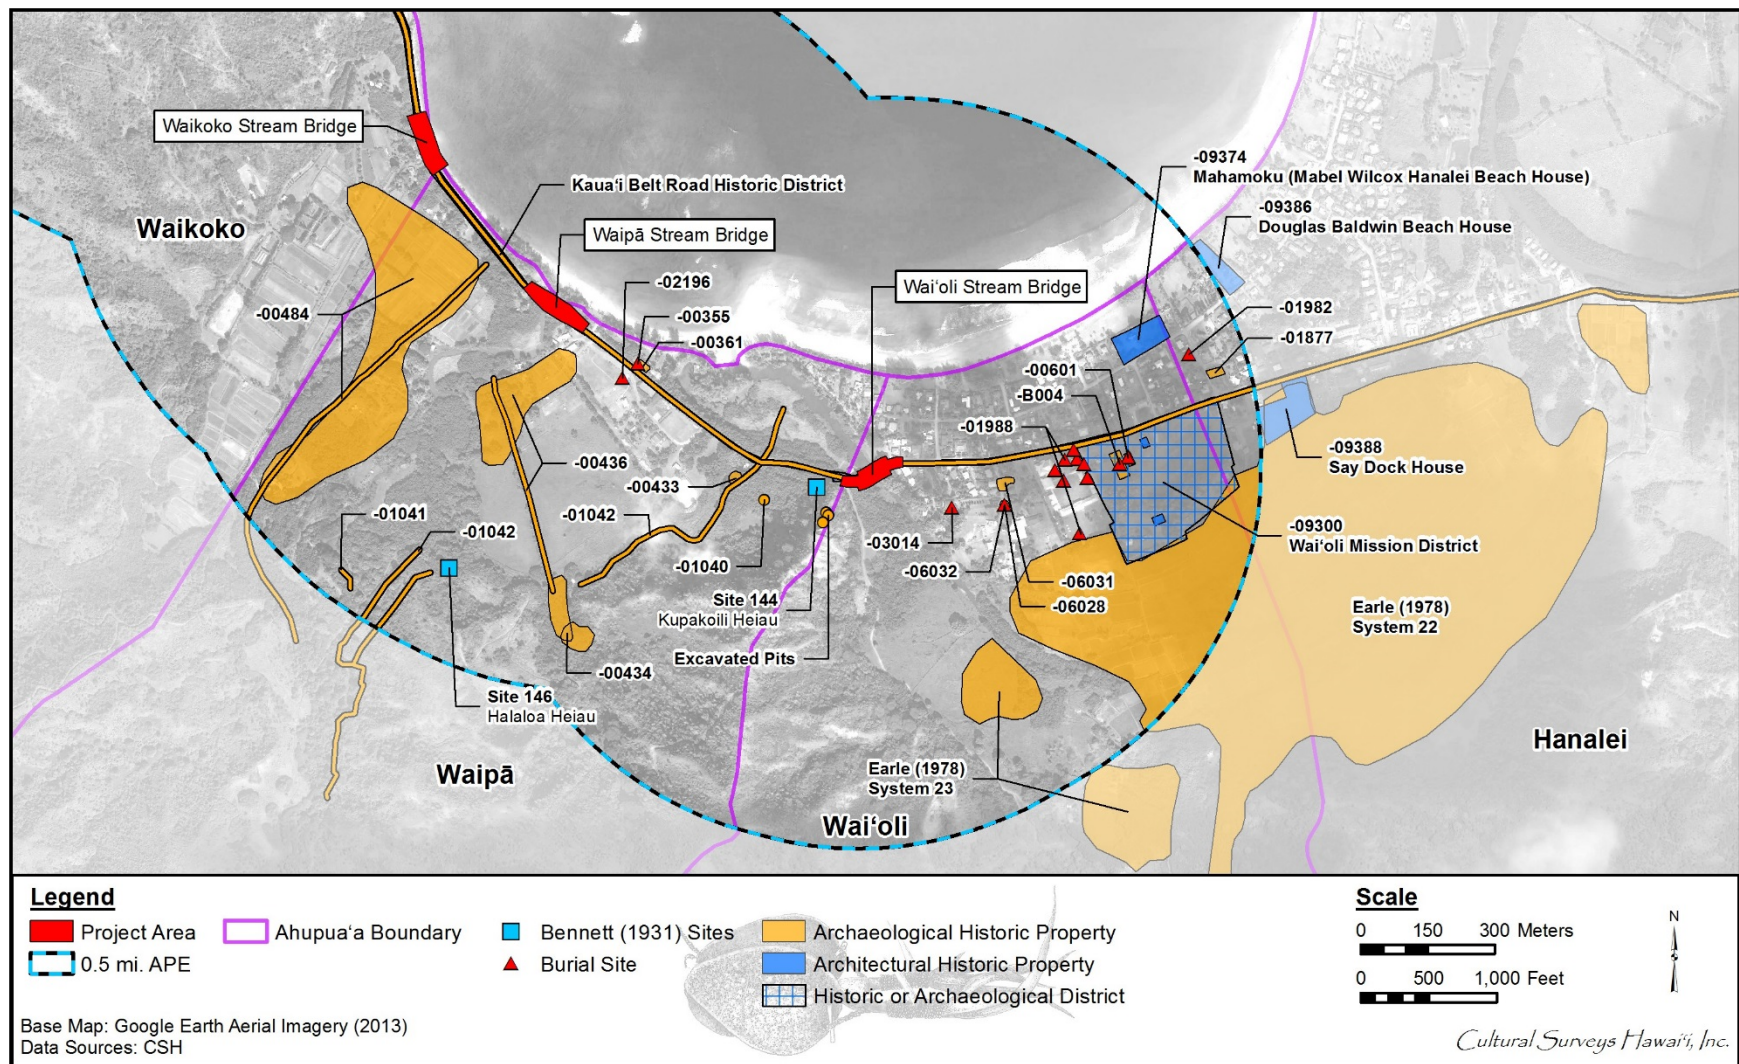 Waikoko Stream Bridge
-09374
Mahamoku (Mabel Wilcox Hanalei Beach House)
Kaua‘i Belt Road Historic District
-09386
Douglas Baldwin Beach House
Waikoko
Waipā Stream Bridge
-02196
Wai‘oli Stream Bridge
-00484
-00355
-01982
-00361
-01877
-00601
-B004
-01988
-09388
Say Dock House
-00436
-00433
-01041
-01042
-01042
-09300
Wai‘oli Mission District
-03014
-01040
-06032
-06031
Site 144
Kupakoili Heiau
-06028
Earle (1978)
System 22
Excavated Pits
-00434
Site 146
Halaloa Heiau
Hanalei
Waipā
Earle (1978)
System 23
Wai‘oli
Legend
Project Area
Ahupua‘a Boundary
Bennett (1931) Sites
Archaeological Historic Property
0.5 mi. APE
Burial Site
Architectural Historic Property
Historic or Archaeological District
Scale
0 150 300 Meters
0 500 1,000 Feet
N
Base Map: Google Earth Aerial Imagery (2013)
Data Sources: CSH
Cultural Surveys Hawai‘i, Inc.